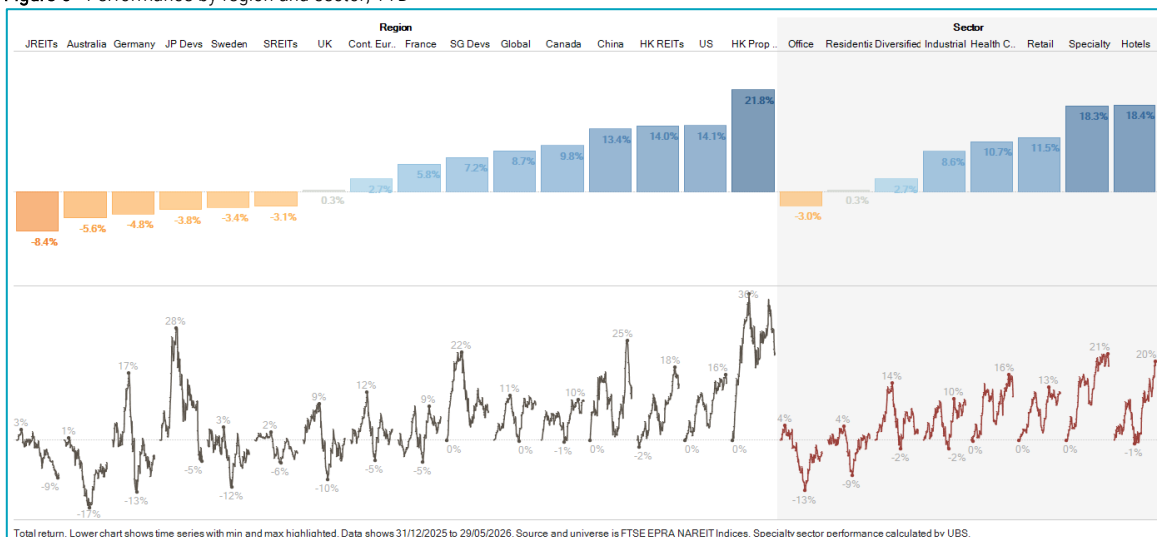 Region
Sector
JREITs Australia Germany JP Devs Sweden SREITs UK Cont. Eur.. France SG Devs Global Canada China HK REITs US HK Prop .. Office Residentia Diversified Industrial Health C.. Retail Specialty Hotels
21.8%
18.3% 18.4%
13.4% 14.0% 14.1%
9.8% 8.6% 10.7% 11.5%
5.8% 7.2% 8.7%
0.3% 2.7% 0.3% 2.7%
-8.4% -5.6% -4.8% -3.8% -3.4% -3.1% -3.0%
3% 1% 17% 28% 3% 2% 9% 12% 9% 22% 11% 10% 25% 18% 16% 36% 4% 4% 14% 10% 16% 13% 21% 20%
-9% -17% -13% -5% -12% -6% -10% -5% -5% 0% 0% -1% 0% -2% 0% 0% -13% -9% -2% -2% 0% 0% 0% -1%
Total return. Lower chart shows time series with min and max highlighted. Data shows 31/12/2025 to 29/05/2026. Source and universe is FTSE EPRA NAREIT Indices. Specialty sector performance calculated by UBS.